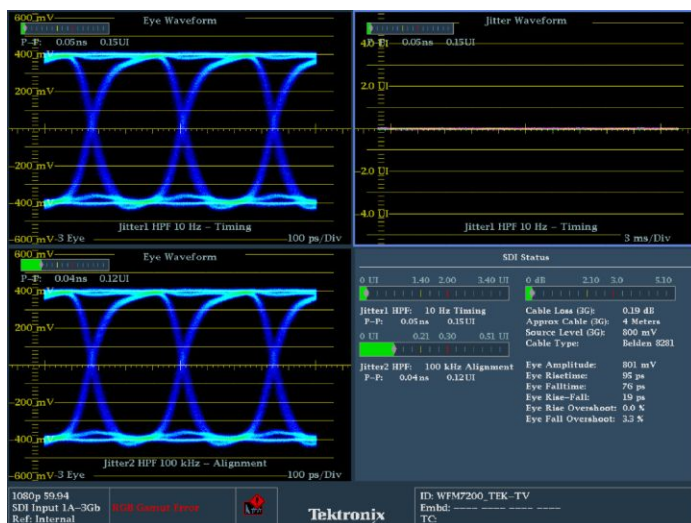 600 mV
Eye Waveform
P-P: 0.05ns 0.15UI
400 mV
200 mV
-200 mV
-400 mV
Jitter1 HPF 10 Hz – Timing
-600 mV-3 Eye
100 ps/Div
Jitter Waveform
P-P: 0.05ns 0.15UI
4.0 UI
-2.0 UI
-4.0 UI
Jitter1 HPF 10 Hz – Timing
3 ms/Div
600 mV
Eye Waveform
P-P: 0.04ns 0.12UI
400 mV
200 mV
-200 mV
-400 mV
Jitter2 HPF 100 kHz – Alignment
-600 mV-3 Eye
100 ps/Div
SDI Status
0 UI 1.40 2.00 3.40 UI
Jitter1 HPF: 10 Hz Timing
P-P: 0.05ns 0.15UI
0 UI 0.21 0.30 0.51 UI
Jitter2 HPF: 100 kHz Alignment
P-P: 0.04ns 0.12UI
0 dB 2.10 3.0 5.10
Cable Loss (3G): 0.19 dB
Approx Cable (3G): 4 Meters
Source Level (3G): 800 mV
Cable Type: Belden 8281
Eye Amplitude: 801 mV
Eye Risetime: 95 ps
Eye Falltime: 76 ps
Eye Rise-Fall: 19 ps
Eye Rise Overshoot: 0.0 %
Eye Fall Overshoot: 3.3 %
1080p 59.94
SDI Input 1A-3Gb
Ref: Internal
RGB Gamut Error
Tektronix
ID: WFM7200_TEK-TV
Embd: ---- ---- ---- ----
TC: